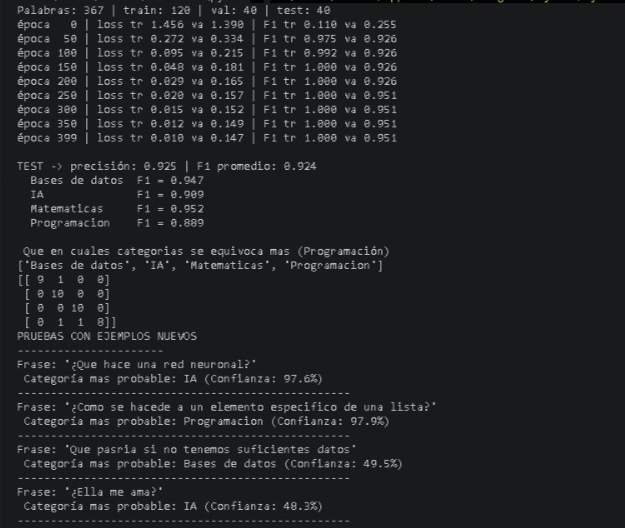 Palabras: 367 | train: 120 | val: 40 | test: 40
época 0 | loss tr 1.456 va 1.390 | F1 tr 0.110 va 0.255
época 50 | loss tr 0.272 va 0.334 | F1 tr 0.975 va 0.926
época 100 | loss tr 0.095 va 0.215 | F1 tr 0.992 va 0.926
época 150 | loss tr 0.048 va 0.181 | F1 tr 1.000 va 0.926
época 200 | loss tr 0.029 va 0.165 | F1 tr 1.000 va 0.926
época 250 | loss tr 0.020 va 0.157 | F1 tr 1.000 va 0.951
época 300 | loss tr 0.015 va 0.152 | F1 tr 1.000 va 0.951
época 350 | loss tr 0.012 va 0.149 | F1 tr 1.000 va 0.951
época 399 | loss tr 0.010 va 0.147 | F1 tr 1.000 va 0.951
TEST -> precisión: 0.925 | F1 promedio: 0.924
Bases de datos F1 = 0.947
IA F1 = 0.909
Matematicas F1 = 0.952
Programacion F1 = 0.889
Que en cuales categorias se equivoca mas (Programación)
['Bases de datos', 'IA', 'Matematicas', 'Programacion']
[[ 9 1 0 0]
[ 0 10 0 0]
[ 0 0 10 0]
[ 0 1 1 8]]
PRUEBAS CON EJEMPLOS NUEVOS
----------------------
Frase: '¿Que hace una red neuronal?'
Categoría mas probable: IA (Confianza: 97.6%)
--------------------------------------------------
Frase: '¿Como se hacede a un elemento especifico de una lista?'
Categoría mas probable: Programacion (Confianza: 97.9%)
--------------------------------------------------
Frase: 'Que pasria si no tenemos suficientes datos'
Categoría mas probable: Bases de datos (Confianza: 49.5%)
--------------------------------------------------
Frase: '¿Ella me ama?'
Categoría mas probable: IA (Confianza: 48.3%)
--------------------------------------------------